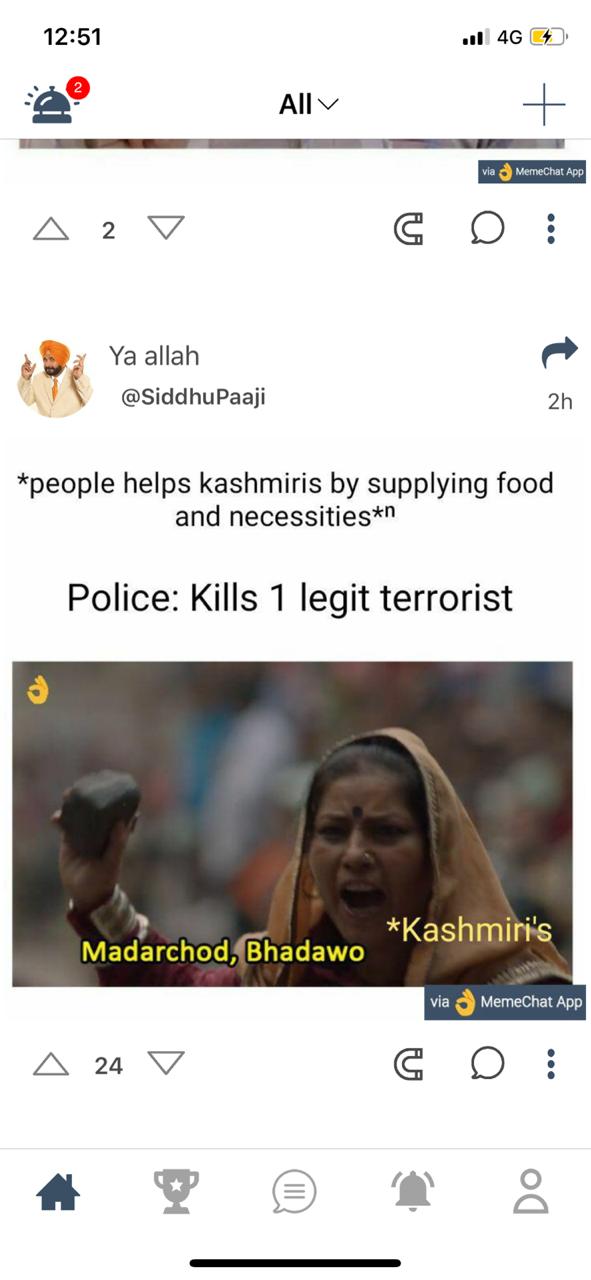 12:51
4G
2
All
via 👌 MemeChat App
2
Ya allah
@SiddhuPaaji
2h
*people helps kashmiris by supplying food
and necessities*ⁿ
Police: Kills 1 legit terrorist
*Kashmiri's
Madarchod, Bhadawo
via 👌 MemeChat App
24